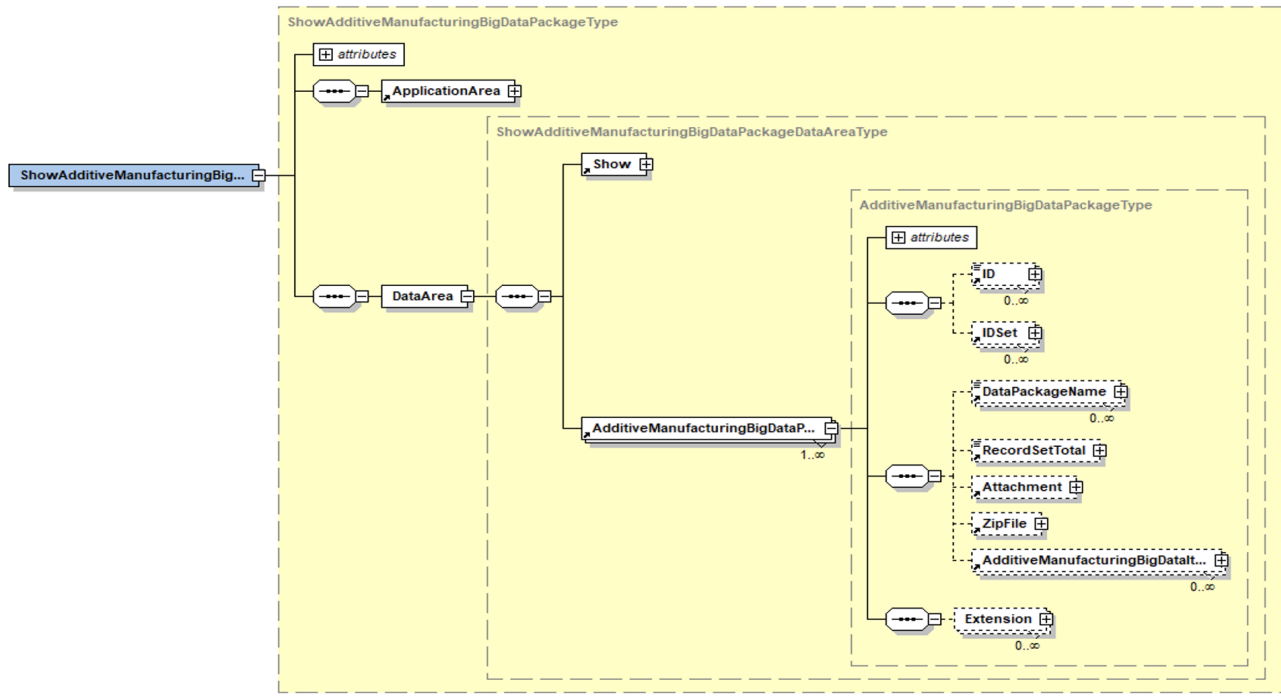 ShowAdditiveManufacturingBigDataPackageType
attributes
ApplicationArea
ShowAdditiveManufacturingBigDataPackageDataAreaType
Show
ShowAdditiveManufacturingBig...
AdditiveManufacturingBigDataPackageType
attributes
ID
0..∞
DataArea
IDSet
0..∞
DataPackageName
0..∞
AdditiveManufacturingBigDataP...
1..∞
RecordSetTotal
Attachment
ZipFile
AdditiveManufacturingBigDataIt...
0..∞
Extension
0..∞